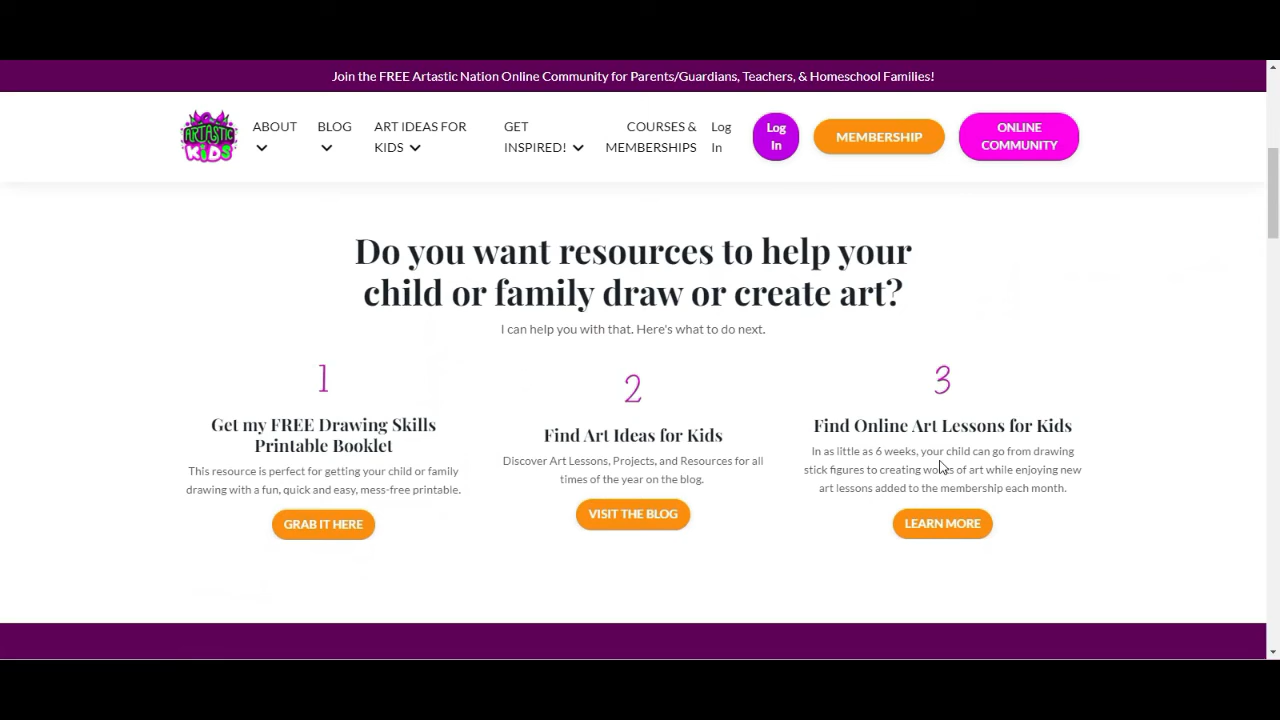 Join the FREE Artastic Nation Online Community for Parents/Guardians, Teachers, & Homeschool Families!
ARTASTIC
KiDS
ABOUT
BLOG
ART IDEAS FOR
KIDS
GET
INSPIRED!
COURSES &
MEMBERSHIPS
Log
In
Log
In
MEMBERSHIP
ONLINE
COMMUNITY
Do you want resources to help your
child or family draw or create art?
I can help you with that. Here's what to do next.
1
Get my FREE Drawing Skills
Printable Booklet
This resource is perfect for getting your child or family
drawing with a fun, quick and easy, mess-free printable.
GRAB IT HERE
2
Find Art Ideas for Kids
Discover Art Lessons, Projects, and Resources for all
times of the year on the blog.
VISIT THE BLOG
3
Find Online Art Lessons for Kids
In as little as 6 weeks, your child can go from drawing
stick figures to creating works of art while enjoying new
art lessons added to the membership each month.
LEARN MORE